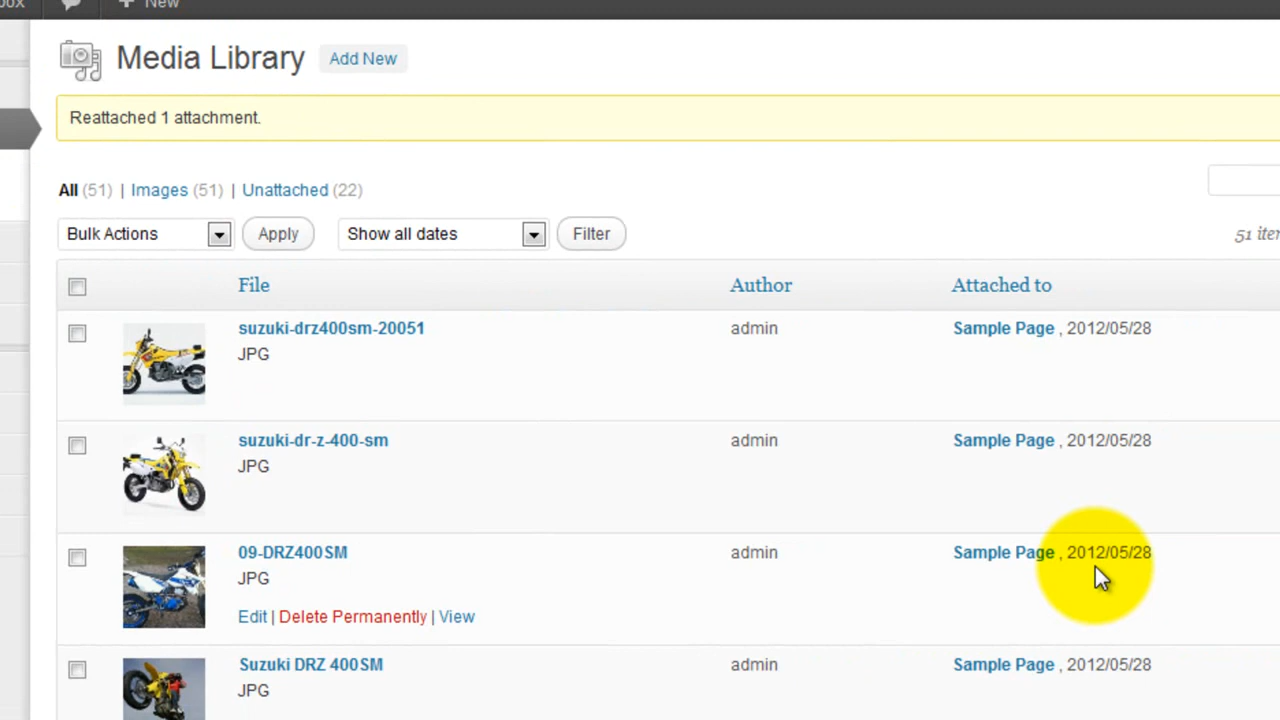 New
Media Library Add New
Reattached 1 attachment.
All (51) | Images (51) | Unattached (22)
Bulk Actions Apply Show all dates Filter
File Author Attached to
suzuki-drz400sm-20051 admin Sample Page , 2012/05/28
JPG
suzuki-dr-z-400-sm admin Sample Page , 2012/05/28
JPG
09-DRZ400SM admin Sample Page , 2012/05/28
JPG
Edit | Delete Permanently | View
Suzuki DRZ 400SM admin Sample Page , 2012/05/28
JPG